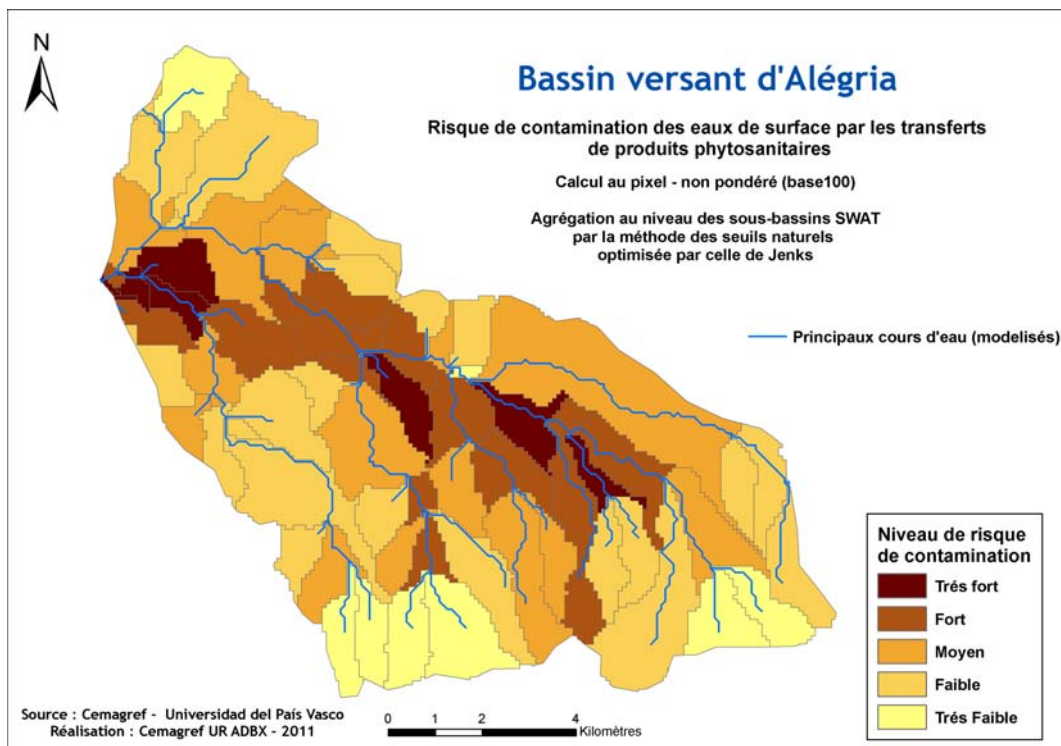 N
Bassin versant d'Alégria
Risque de contamination des eaux de surface par les transferts
de produits phytosanitaires
Calcul au pixel - non pondéré (base100)
Agrégation au niveau des sous-bassins SWAT
par la méthode des seuils naturels
optimisée par celle de Jenks
Principaux cours d'eau (modelisés)
Niveau de risque
de contamination
Trés fort
Fort
Moyen
Faible
Trés Faible
Source : Cemagref - Universidad del País Vasco
Réalisation : Cemagref UR ADBX - 2011
0 1 2 4
Kilomètres